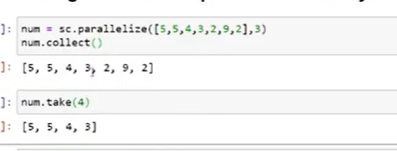 ]: num = sc.parallelize([5,5,4,3,2,9,2],3)
num.collect()
]: [5, 5, 4, 3, 2, 9, 2]
]: num.take(4)
]: [5, 5, 4, 3]